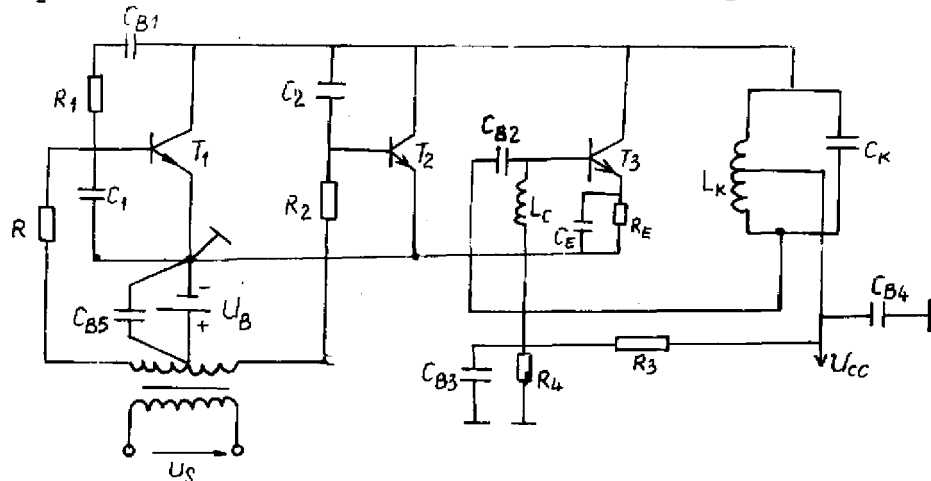 C_B1
R_1
T_1
C_2
T_2
C_B2
T_3
C_K
L_K
R
C_1
R_2
L_C
C_E
R_E
C_B5
-
+
U_B
C_B4
C_B3
R_4
R_3
U_CC
U_S